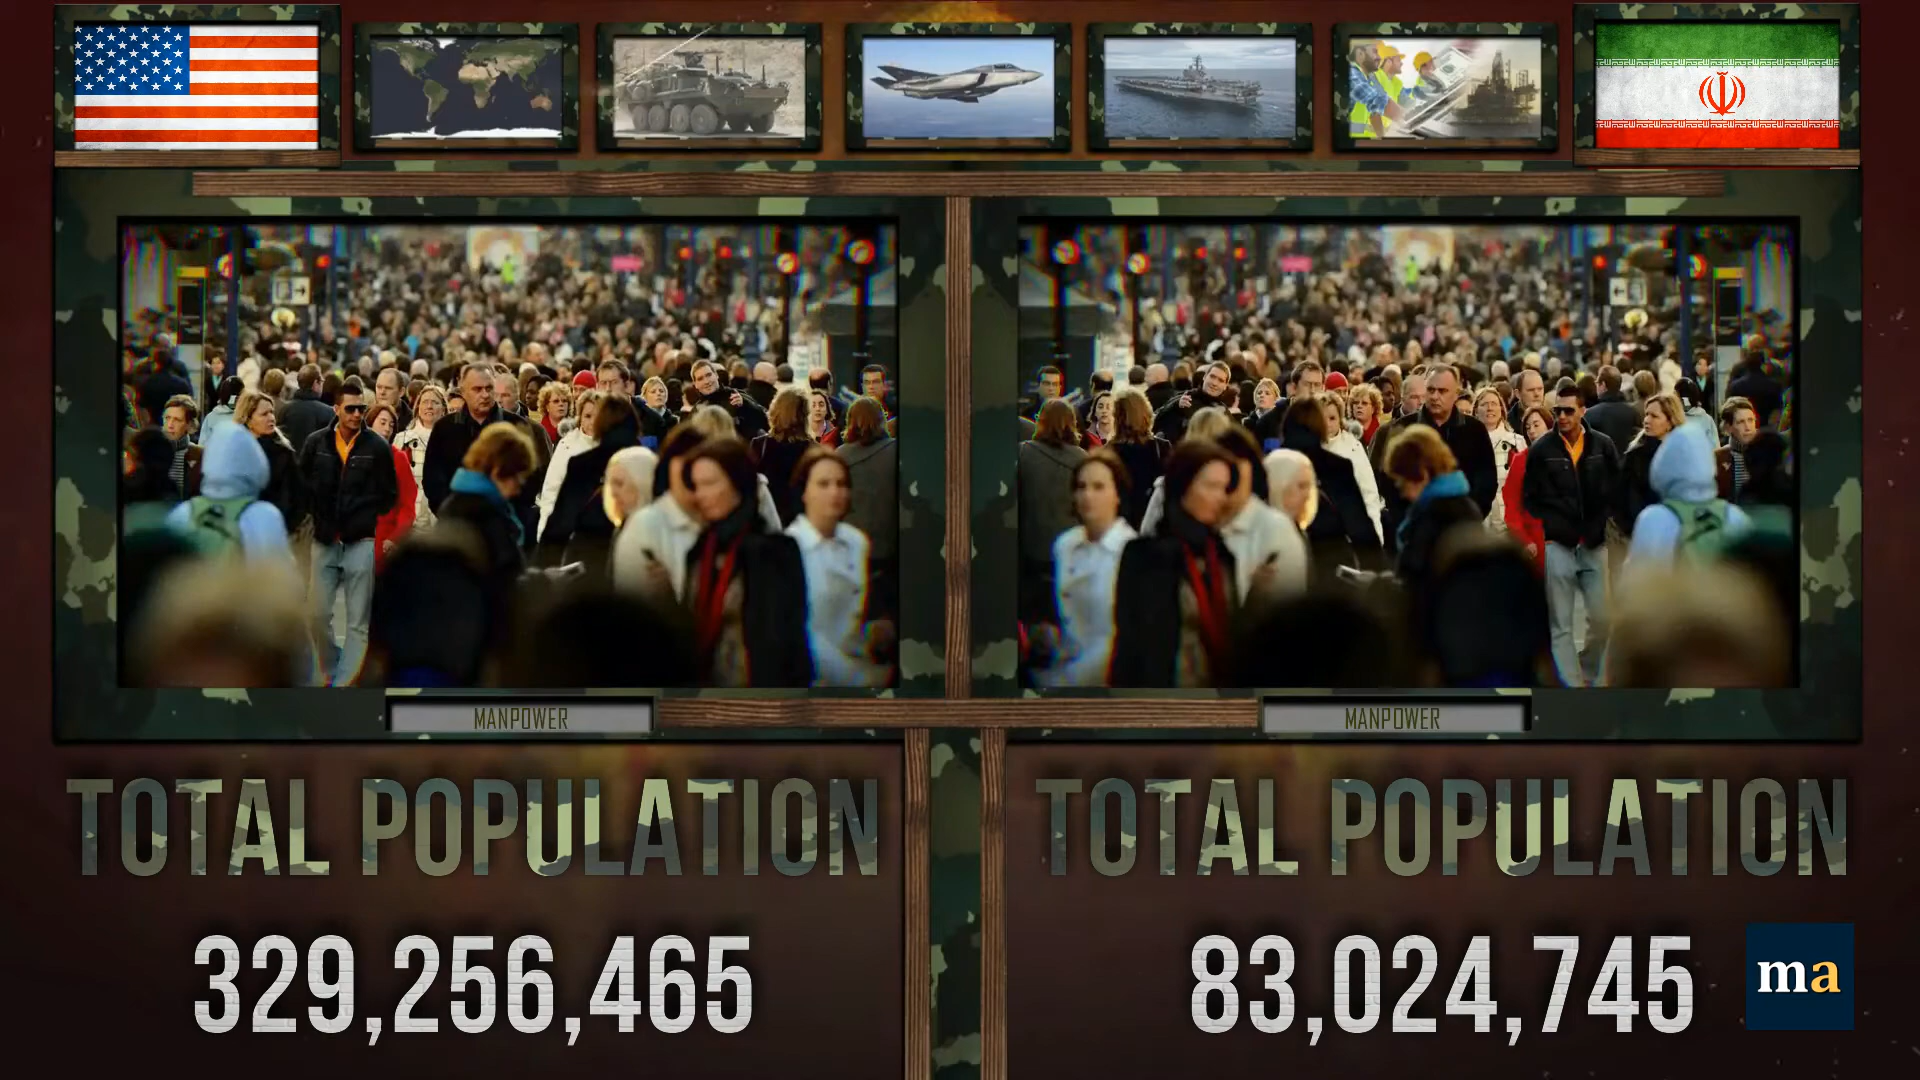 MANPOWER
MANPOWER
TOTAL POPULATION
TOTAL POPULATION
329,256,465
83,024,745
ma